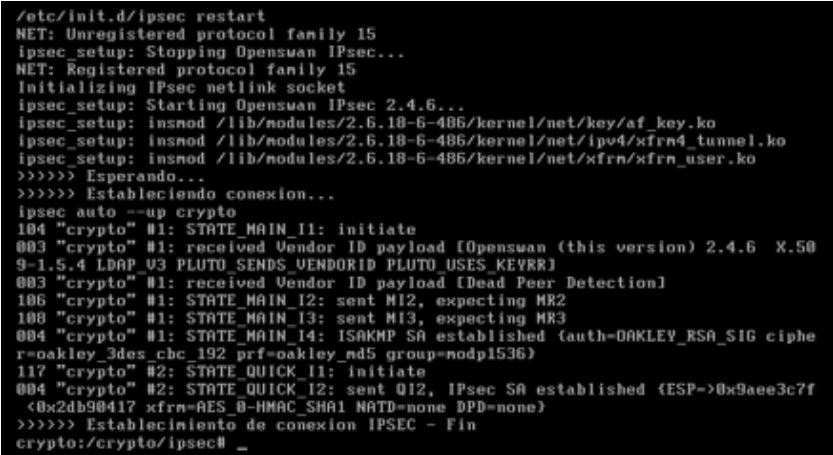 /etc/init.d/ipsec restart
NET: Unregistered protocol family 15
ipsec_setup: Stopping Openswan IPsec...
NET: Registered protocol family 15
Initializing IPsec netlink socket
ipsec_setup: Starting Openswan IPsec 2.4.6...
ipsec_setup: insmod /lib/modules/2.6.18-6-486/kernel/net/key/af_key.ko
ipsec_setup: insmod /lib/modules/2.6.18-6-486/kernel/net/ipv4/xfrm4_tunnel.ko
ipsec_setup: insmod /lib/modules/2.6.18-6-486/kernel/net/xfrm/xfrm_user.ko
>>>>>> Esperando...
>>>>>> Estableciendo conexion...
ipsec auto --up crypto
104 "crypto" #1: STATE_MAIN_I1: initiate
003 "crypto" #1: received Vendor ID payload [Openswan (this version) 2.4.6  X.50
9-1.5.4 LDAP_V3 PLUTO_SENDS_VENDORID PLUTO_USES_KEYRR]
003 "crypto" #1: received Vendor ID payload [Dead Peer Detection]
106 "crypto" #1: STATE_MAIN_I2: sent MI2, expecting MR2
108 "crypto" #1: STATE_MAIN_I3: sent MI3, expecting MR3
004 "crypto" #1: STATE_MAIN_I4: ISAKMP SA established {auth=OAKLEY_RSA_SIG ciphe
r=oakley_3des_cbc_192 prf=oakley_md5 group=modp1536}
117 "crypto" #2: STATE_QUICK_I1: initiate
004 "crypto" #2: STATE_QUICK_I2: sent QI2, IPsec SA established {ESP=>0x9aee3c7f
<0x2db90417 xfrm=AES_0-HMAC_SHA1 NATD=none DPD=none}
>>>>>> Establecimiento de conexion IPSEC - Fin
crypto:/crypto/ipsec# _